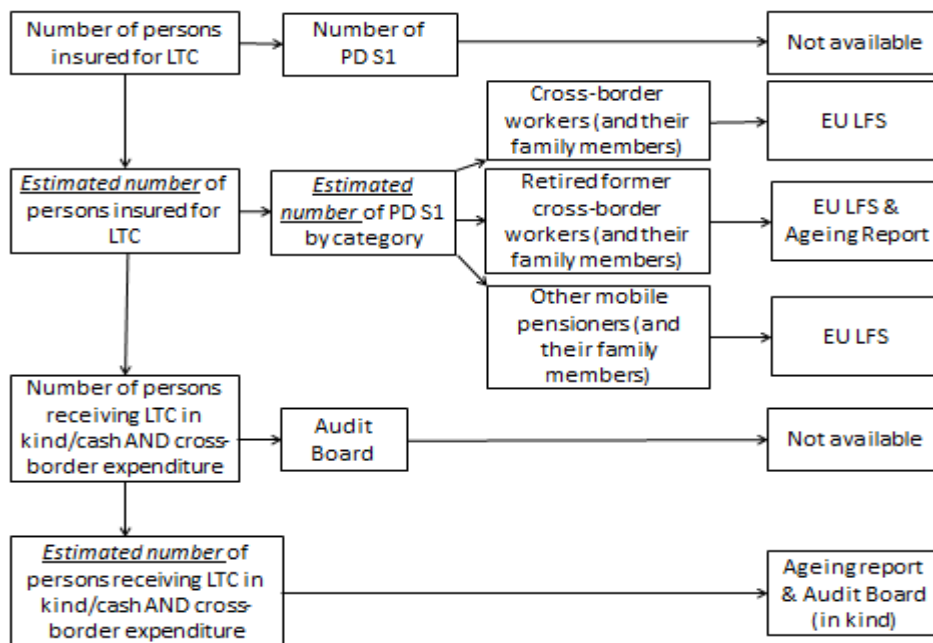 Number of persons
insured for LTC
Number of
PD S1
Not available
Cross-border
workers (and their
family members)
EU LFS
Estimated number of
persons insured for
LTC
Estimated
number of PD S1
by category
Retired former
cross-border
workers (and their
family members)
EU LFS &
Ageing Report
Other mobile
pensioners (and
their family
members)
EU LFS
Number of persons
receiving LTC in
kind/cash AND cross-
border expenditure
Audit
Board
Not available
Estimated number of
persons receiving LTC in
kind/cash AND cross-
border expenditure
Ageing report
& Audit Board
(in kind)